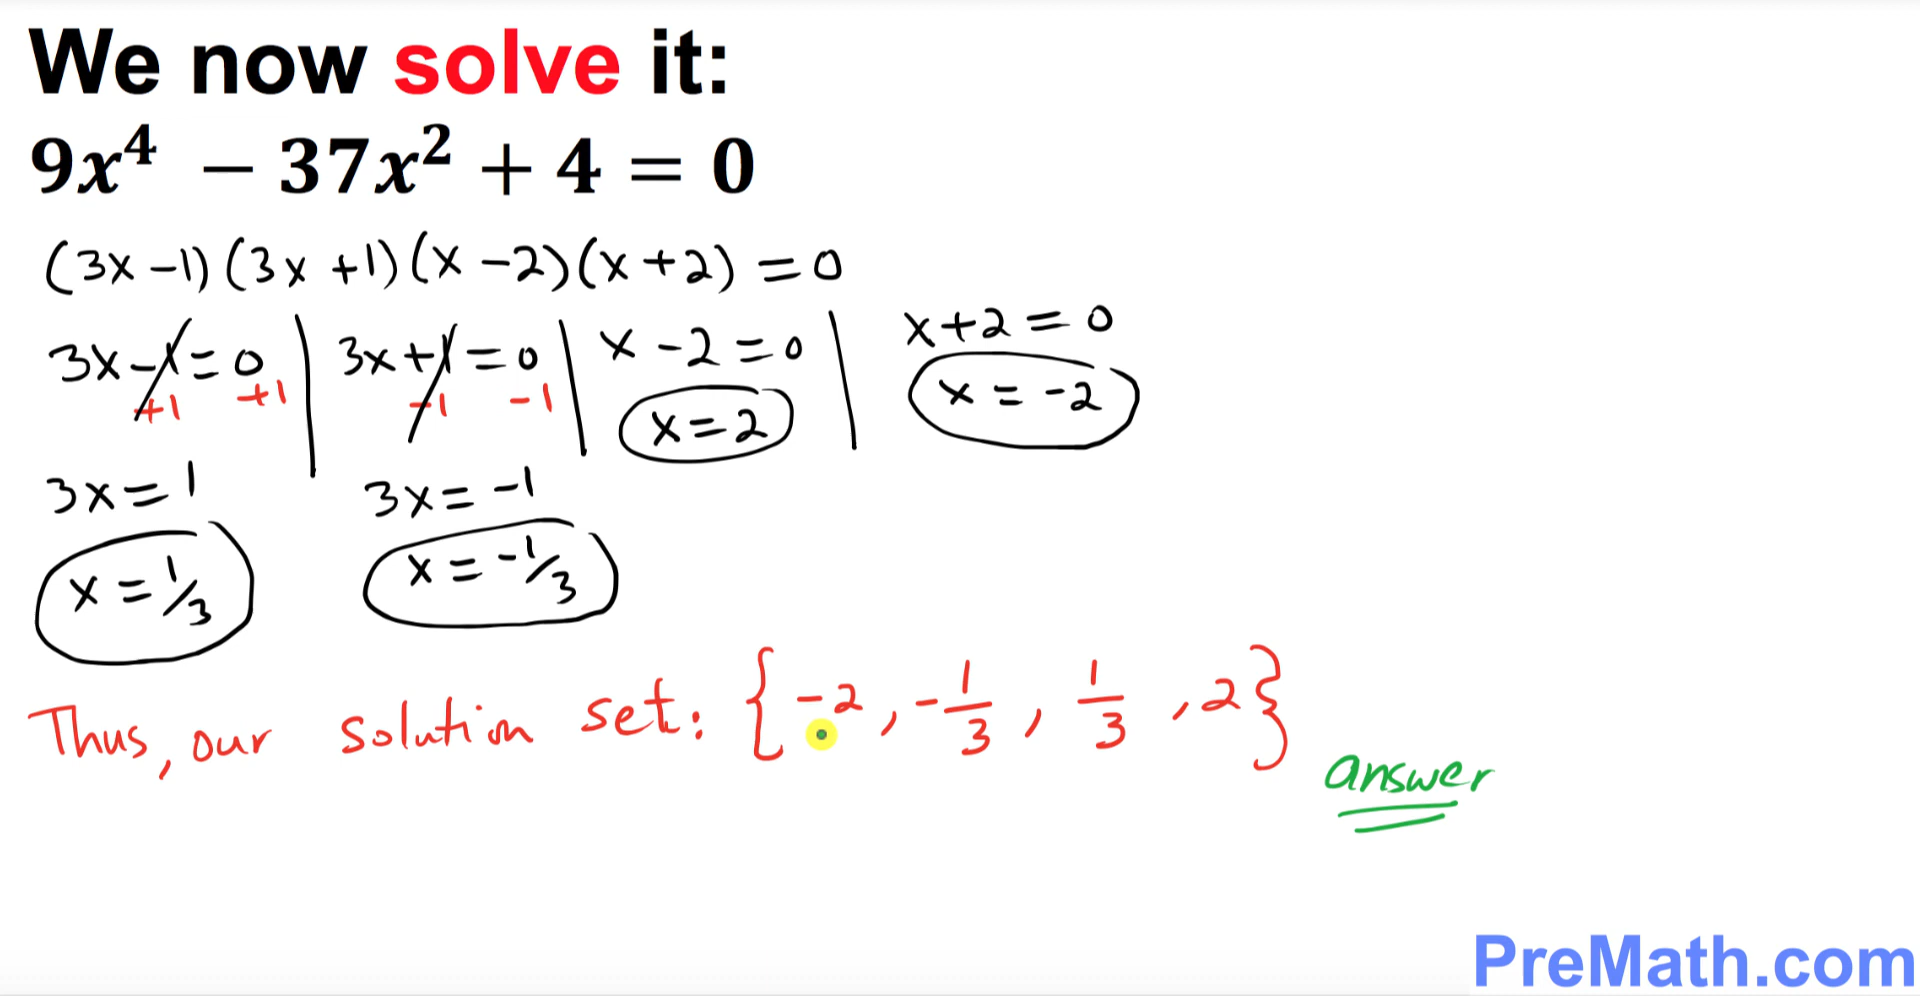 We now solve it:
9x⁴ − 37x² + 4 = 0
(3x −1)(3x +1)(x −2)(x +2) = 0
3x −1 = 0 | 3x +1 = 0 | x −2 = 0 | x+2 = 0
+1 +1 −1 −1 x = 2 x = −2
3x = 1 3x = −1
x = 1/3 x = −1/3
Thus, our solution set: {−2, −1/3, 1/3, 2}
answer
PreMath.com